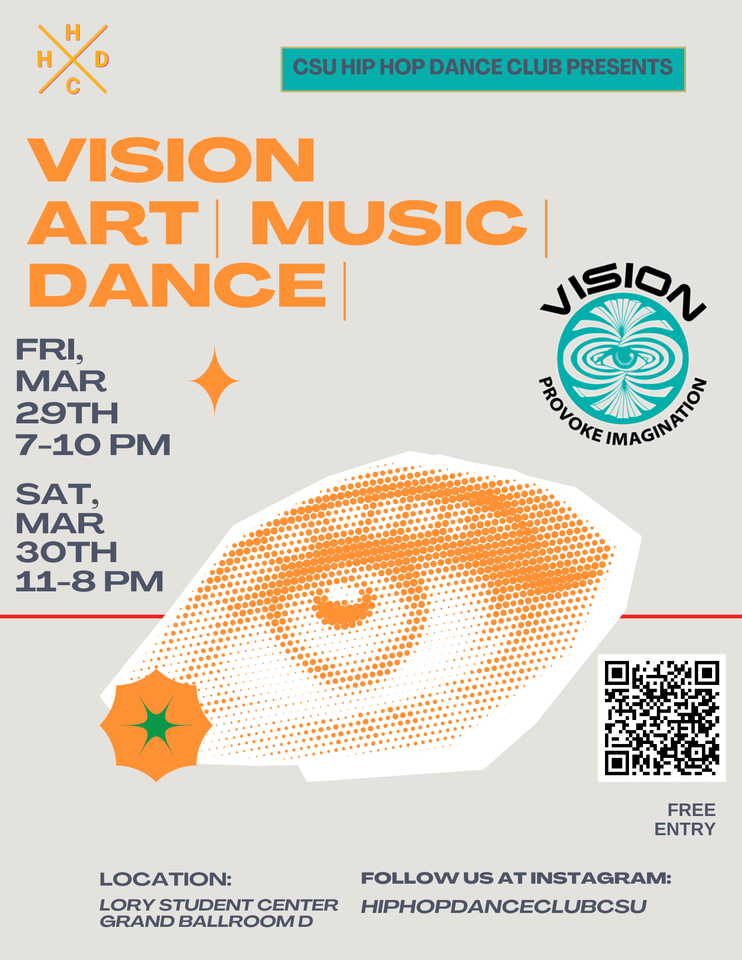 H
H D
C
CSU HIP HOP DANCE CLUB PRESENTS
VISION
ART| MUSIC|
DANCE|
VISION
PROVOKE IMAGINATION
FRI,
MAR
29TH
7-10 PM
SAT,
MAR
30TH
11-8 PM
FREE
ENTRY
LOCATION:
LORY STUDENT CENTER
GRAND BALLROOM D
FOLLOW US AT INSTAGRAM:
HIPHOPDANCECLUBCSU